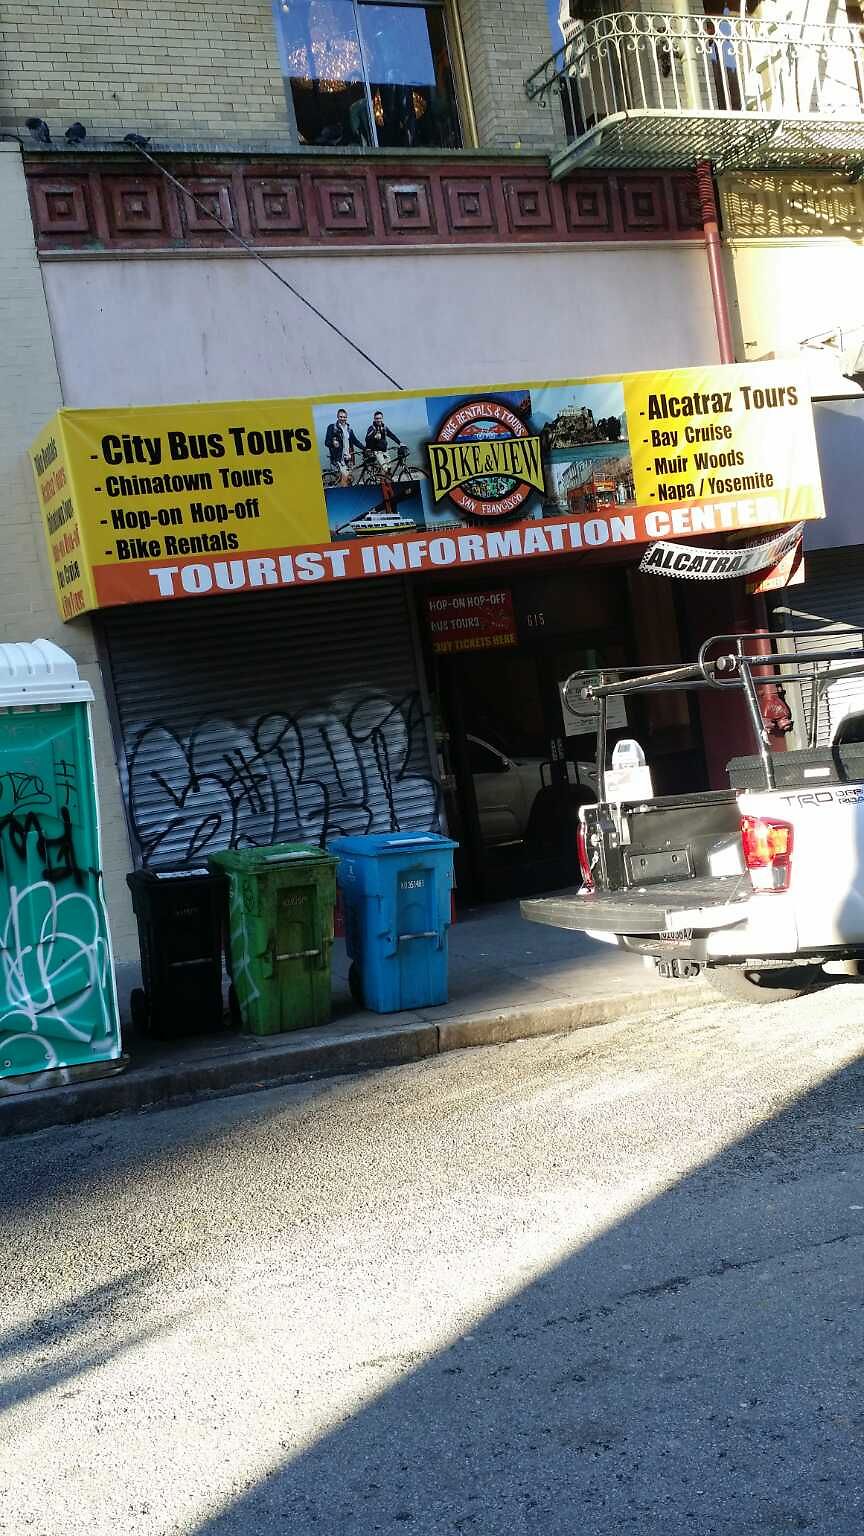 - City Bus Tours
- Chinatown Tours
- Hop-on Hop-off
- Bike Rentals
BIKE RENTALS & TOURS
BIKE & VIEW
SAN FRANCISCO
- Alcatraz Tours
- Bay Cruise
- Muir Woods
- Napa / Yosemite
TOURIST INFORMATION CENTER
ALCATRAZ
HOP-ON HOP-OFF
BUS TOURS
BUY TICKETS HERE
615
TRD OFF
ROAD